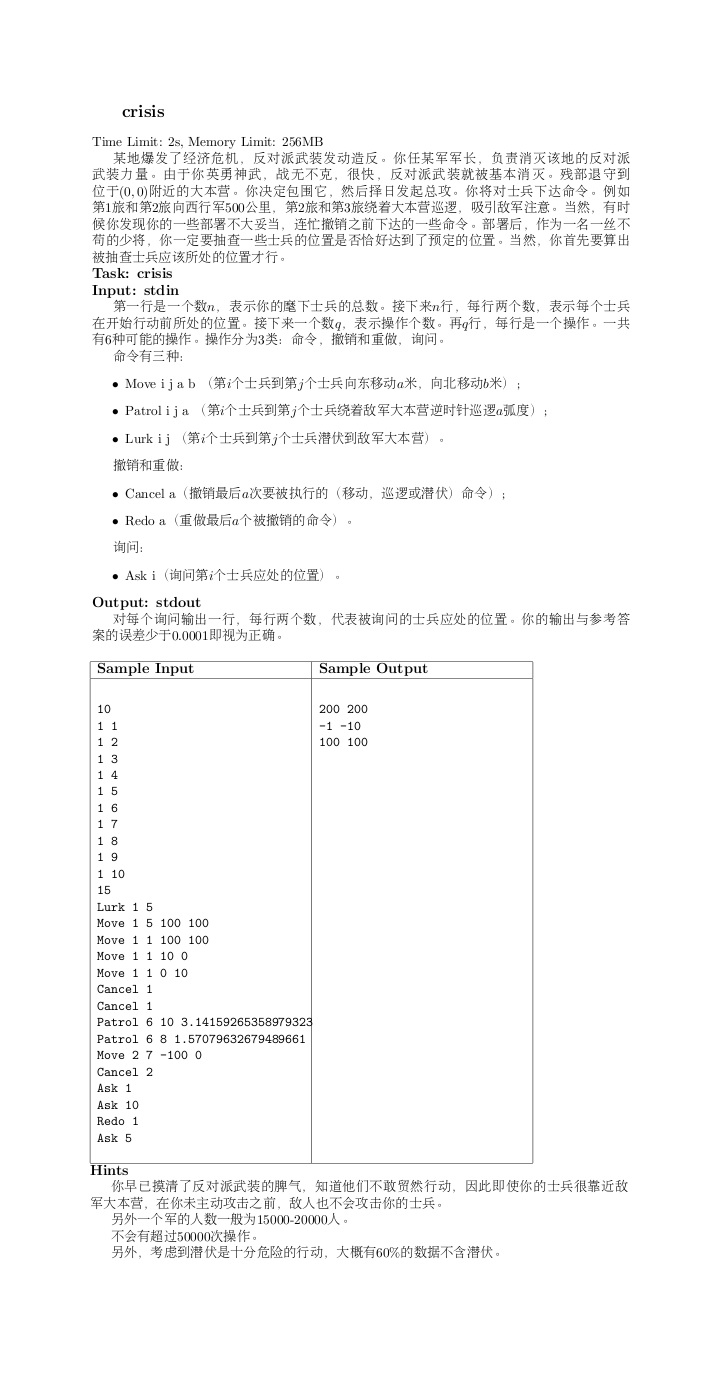 crisis
Time Limit: 2s, Memory Limit: 256MB
某地爆发了经济危机，反对派武装发动造反。你任某军军长，负责消灭该地的反对派
武装力量。由于你英勇神武，战无不克，很快，反对派武装就被基本消灭。残部退守到
位于(0, 0)附近的大本营。你决定包围它，然后择日发起总攻。你将对士兵下达命令。例如
第1旅和第2旅向西行军500公里，第2旅和第3旅绕着大本营巡逻，吸引敌军注意。当然，有时
候你发现你的一些部署不大妥当，连忙撤销之前下达的一些命令。部署后，作为一名一丝不
苟的少将，你一定要抽查一些士兵的位置是否恰好达到了预定的位置。当然，你首先要算出
被抽查士兵应该所处的位置才行。
Task: crisis
Input: stdin
第一行是一个数n，表示你的麾下士兵的总数。接下来n行，每行两个数，表示每个士兵
在开始行动前所处的位置。接下来一个数q，表示操作个数。再q行，每行是一个操作。一共
有6种可能的操作。操作分为3类：命令，撤销和重做，询问。
命令有三种：
• Move i j a b （第i个士兵到第j个士兵向东移动a米，向北移动b米）；
• Patrol i j a （第i个士兵到第j个士兵绕着敌军大本营逆时针巡逻a弧度）；
• Lurk i j （第i个士兵到第j个士兵潜伏到敌军大本营）。
撤销和重做：
• Cancel a（撤销最后a次要被执行的（移动，巡逻或潜伏）命令）；
• Redo a（重做最后a个被撤销的命令）。
询问：
• Ask i（询问第i个士兵应处的位置）。
Output: stdout
对每个询问输出一行，每行两个数，代表被询问的士兵应处的位置。你的输出与参考答
案的误差少于0.0001即视为正确。
Sample Input
Sample Output
10
1 1
1 2
1 3
1 4
1 5
1 6
1 7
1 8
1 9
1 10
15
Lurk 1 5
Move 1 5 100 100
Move 1 1 100 100
Move 1 1 10 0
Move 1 1 0 10
Cancel 1
Cancel 1
Patrol 6 10 3.14159265358979323
Patrol 6 8 1.57079632679489661
Move 2 7 -100 0
Cancel 2
Ask 1
Ask 10
Redo 1
Ask 5
200 200
-1 -10
100 100
Hints
你早已摸清了反对派武装的脾气，知道他们不敢贸然行动，因此即使你的士兵很靠近敌
军大本营，在你未主动攻击之前，敌人也不会攻击你的士兵。
另外一个军的人数一般为15000-20000人。
不会有超过50000次操作。
另外，考虑到潜伏是十分危险的行动，大概有60%的数据不含潜伏。